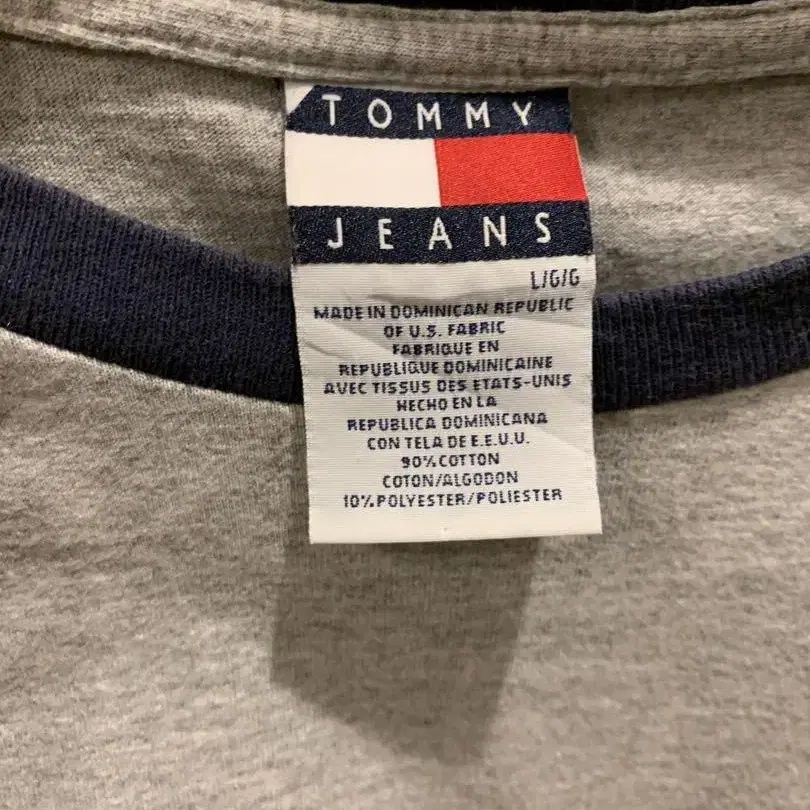 TOMMY
JEANS
L/G/G
MADE IN DOMINICAN REPUBLIC
OF U.S. FABRIC
FABRIQUE EN
REPUBLIQUE DOMINICAINE
AVEC TISSUS DES ETATS-UNIS
HECHO EN LA
REPUBLICA DOMINICANA
CON TELA DE E.E.U.U.
90% COTTON
COTON/ALGODON
10% POLYESTER/POLIESTER